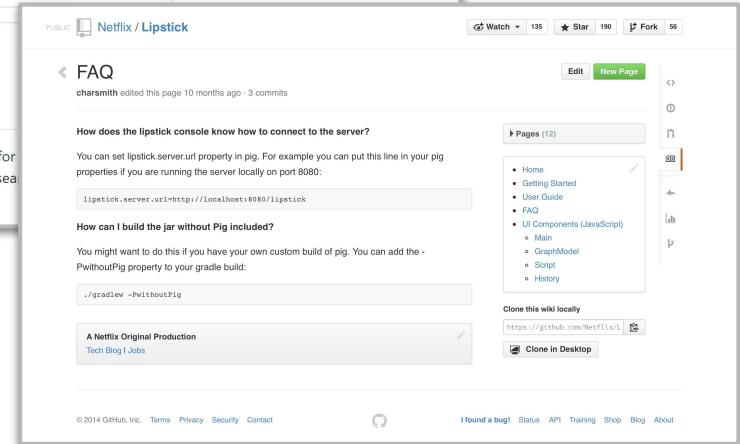 for
sea
PUBLIC Netflix / Lipstick
Watch 135 Star 190 Fork 56
FAQ
Edit New Page
charsmith edited this page 10 months ago · 3 commits
How does the lipstick console know how to connect to the server?
You can set lipstick.server.url property in pig. For example you can put this line in your pig
properties if you are running the server locally on port 8080:
lipstick.server.url=http://localhost:8080/lipstick
How can I build the jar without Pig included?
You might want to do this if you have your own custom build of pig. You can add the -
PwithoutPig property to your gradle build:
./gradlew -PwithoutPig
A Netflix Original Production
Tech Blog | Jobs
Pages (12)
Home
Getting Started
User Guide
FAQ
UI Components (JavaScript)
Main
GraphModel
Script
History
Clone this wiki locally
https://github.com/Netflix/L
Clone in Desktop
© 2014 GitHub, Inc. Terms Privacy Security Contact
I found a bug! Status API Training Shop Blog About